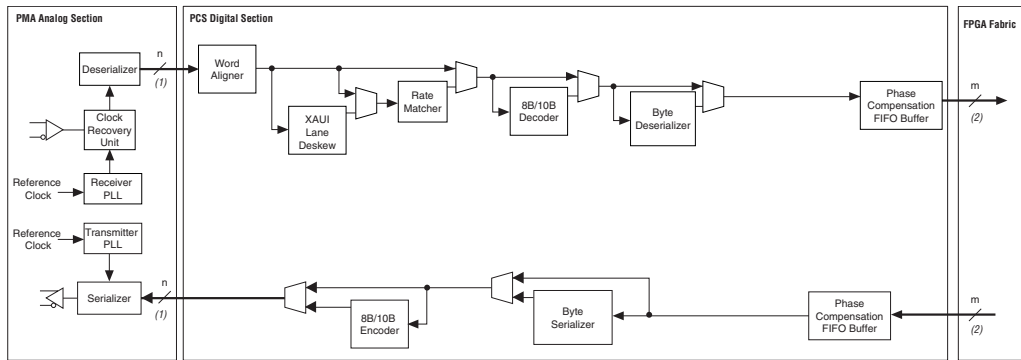 PMA Analog Section
PCS Digital Section
FPGA Fabric
Deserializer
n
(1)
Word
Aligner
XAUI
Lane
Deskew
Rate
Matcher
8B/10B
Decoder
Byte
Deserializer
Phase
Compensation
FIFO Buffer
m
(2)
Clock
Recovery
Unit
Reference
Clock
Receiver
PLL
Reference
Clock
Transmitter
PLL
Serializer
n
(1)
8B/10B
Encoder
Byte
Serializer
Phase
Compensation
FIFO Buffer
m
(2)